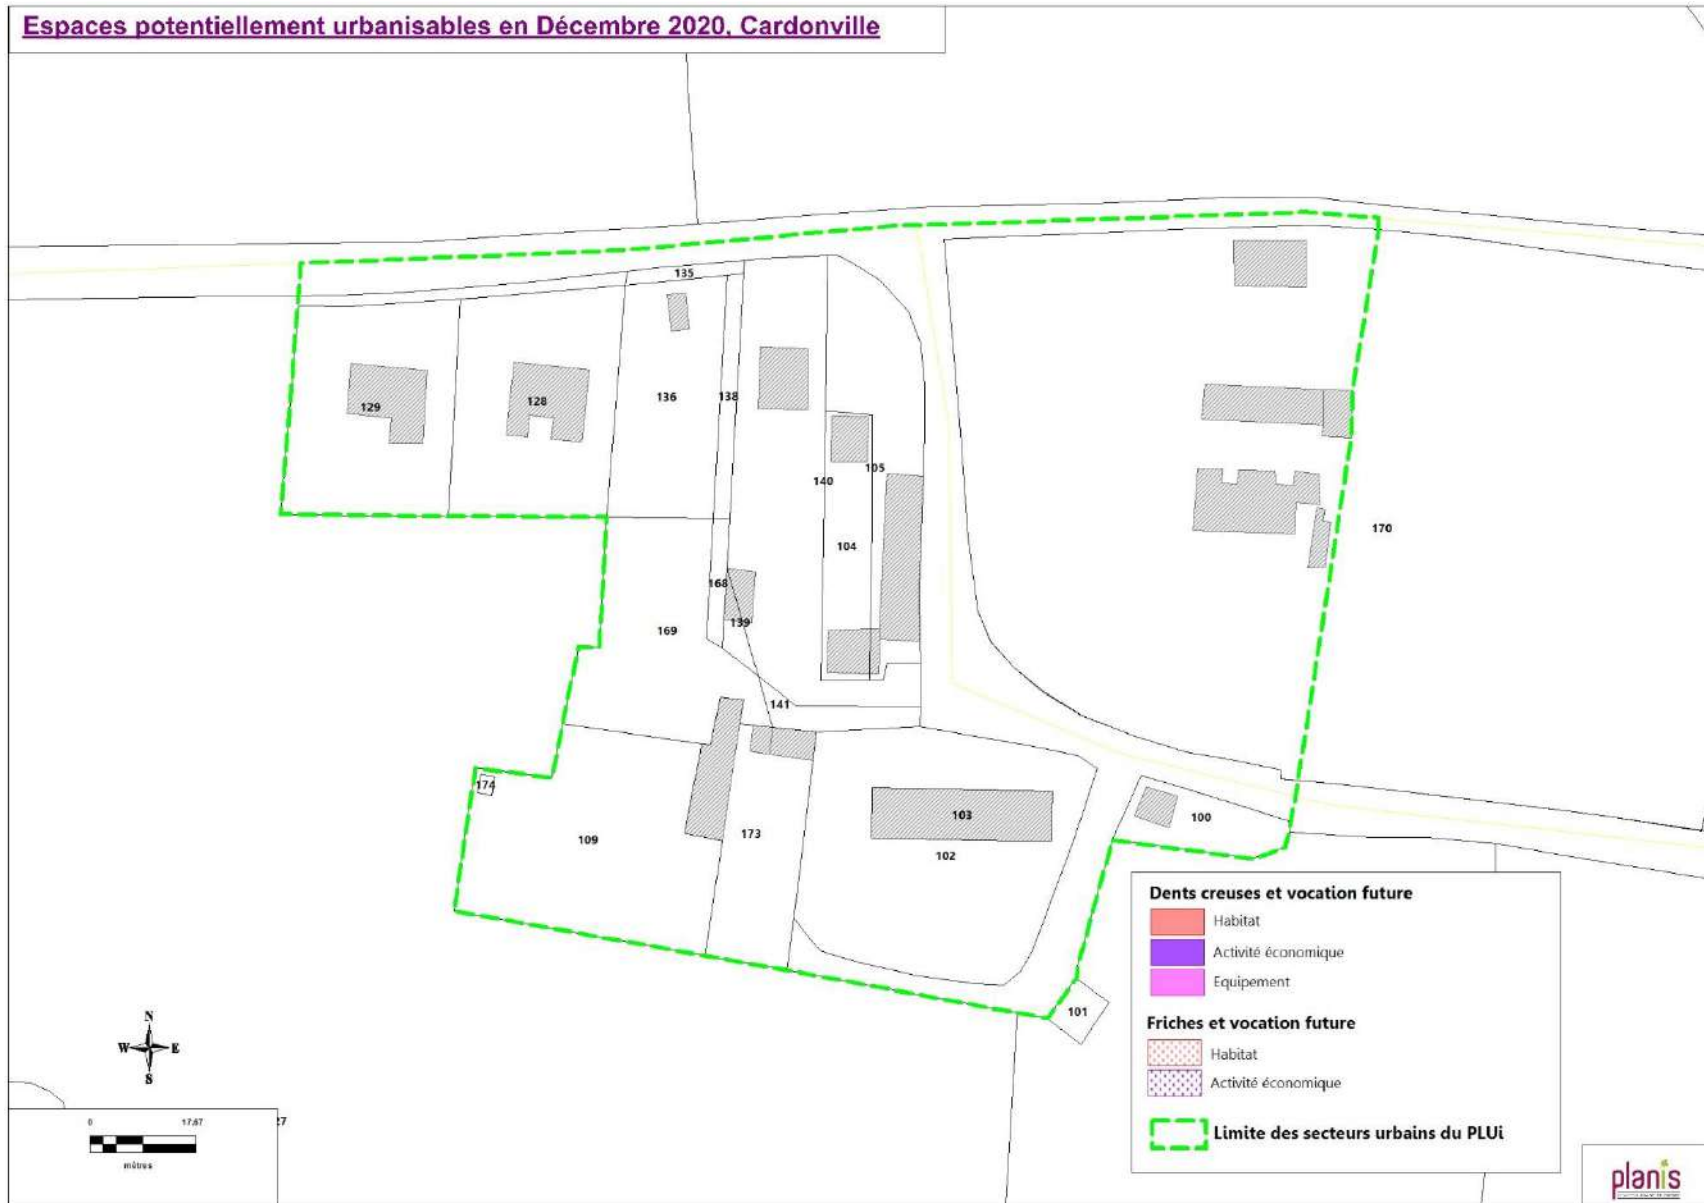 Espaces potentiellement urbanisables en Décembre 2020, Cardonville
135
129
128
136
138
140
105
104
170
168
139
169
141
174
109
173
103
102
100
101
Dents creuses et vocation future
Habitat
Activité économique
Equipement
Friches et vocation future
Habitat
Activité économique
Limite des secteurs urbains du PLUi
N
W E
S
0 17,67
27
mètres
planis